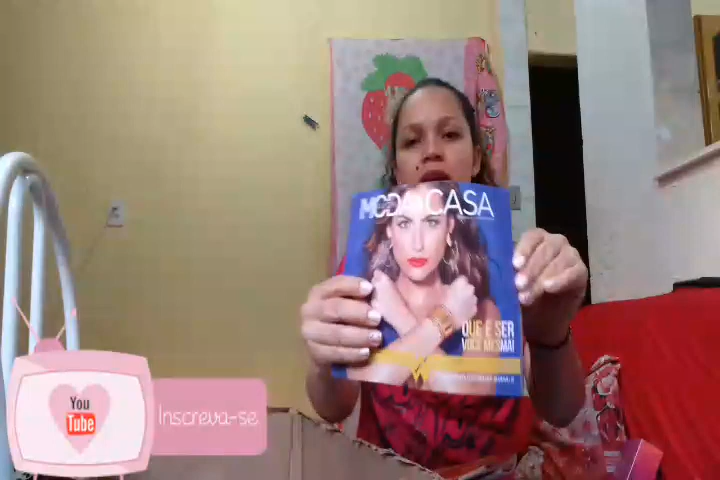 MODA CASA
QUE É SER
VOCÊ MESMA!
You
Tube
Inscreva-se